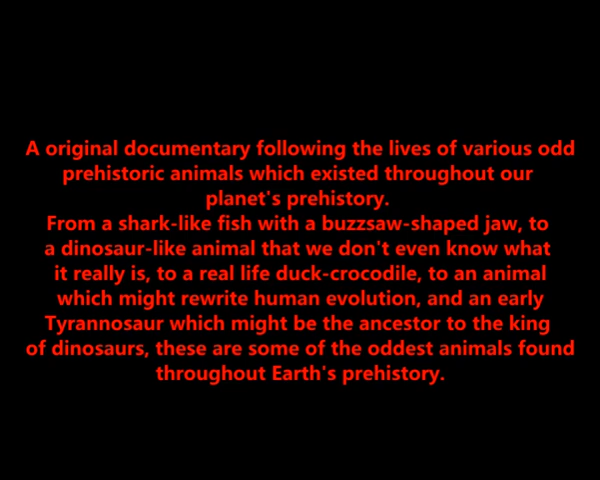 A original documentary following the lives of various odd
prehistoric animals which existed throughout our
planet's prehistory.
From a shark-like fish with a buzzsaw-shaped jaw, to
a dinosaur-like animal that we don't even know what
it really is, to a real life duck-crocodile, to an animal
which might rewrite human evolution, and an early
Tyrannosaur which might be the ancestor to the king
of dinosaurs, these are some of the oddest animals found
throughout Earth's prehistory.